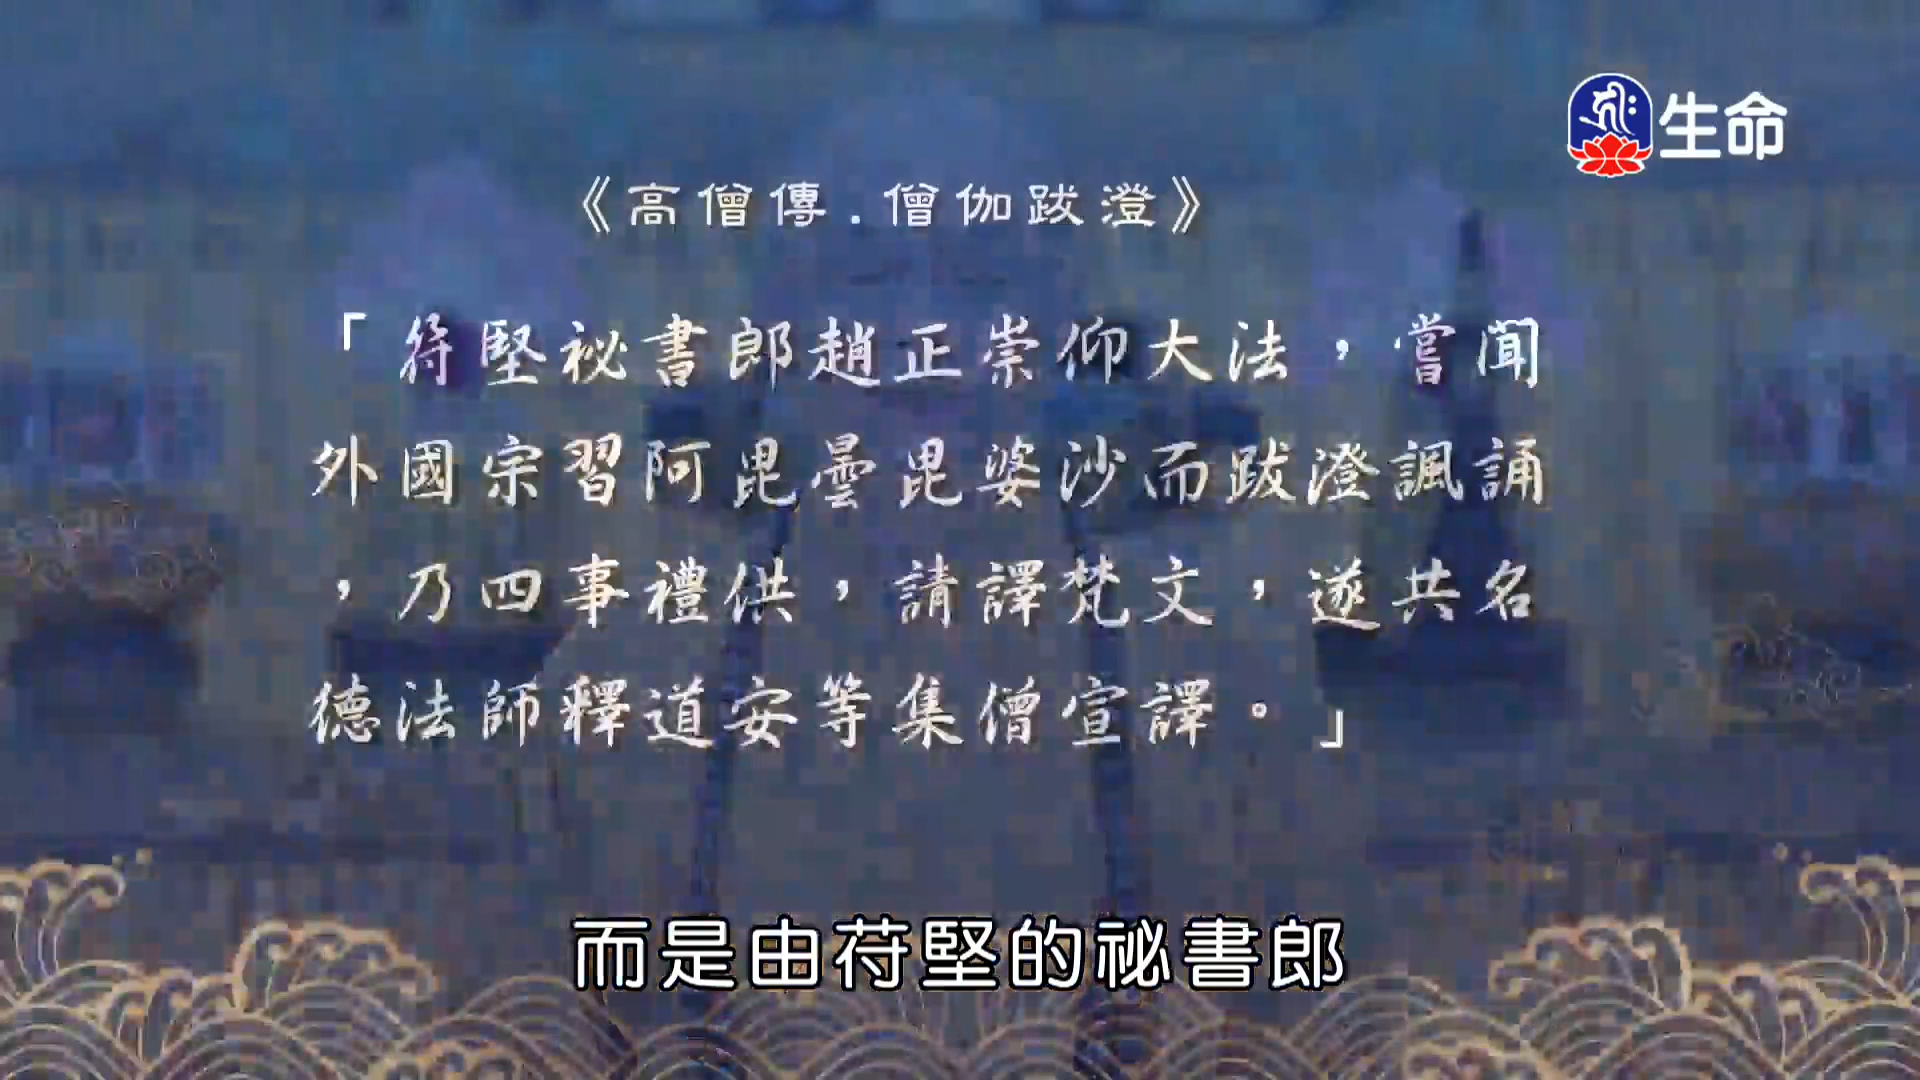 生命
《高僧傳.僧伽跋澄》
「符堅祕書郎趙正崇仰大法，嘗聞
外國宗習阿毘曇毘婆沙而跋澄諷誦
，乃四事禮供，請譯梵文，遂共名
德法師釋道安等集僧宣譯。」
而是由苻堅的祕書郎